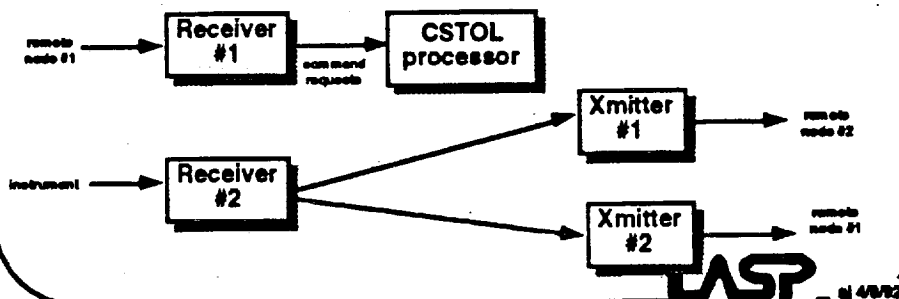 remote
node #1
Receiver
#1
command
requests
CSTOL
processor
Xmitter
#1
remote
node #2
instrument
Receiver
#2
Xmitter
#2
remote
node #1
LASP